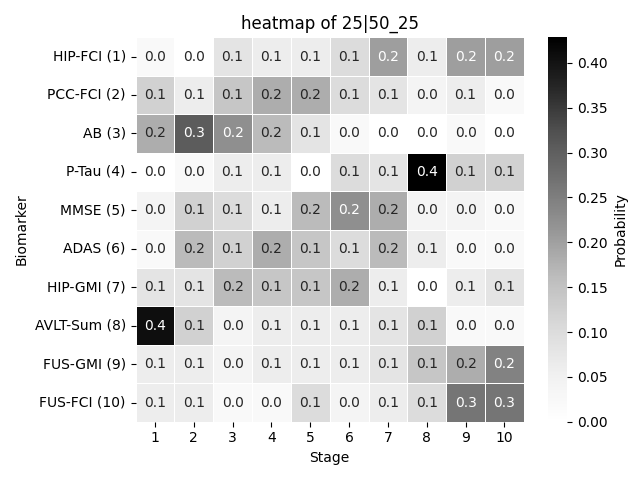 heatmap of 25|50_25
HIP-FCI (1) 0.0 0.0 0.1 0.1 0.1 0.1 0.2 0.1 0.2 0.2
PCC-FCI (2) 0.1 0.1 0.1 0.2 0.2 0.1 0.1 0.0 0.1 0.0
AB (3) 0.2 0.3 0.2 0.2 0.1 0.0 0.0 0.0 0.0 0.0
P-Tau (4) 0.0 0.0 0.1 0.1 0.0 0.1 0.1 0.4 0.1 0.1
MMSE (5) 0.0 0.1 0.1 0.1 0.2 0.2 0.2 0.0 0.0 0.0
ADAS (6) 0.0 0.2 0.1 0.2 0.1 0.1 0.2 0.1 0.0 0.0
HIP-GMI (7) 0.1 0.1 0.2 0.1 0.1 0.2 0.1 0.0 0.1 0.1
AVLT-Sum (8) 0.4 0.1 0.0 0.1 0.1 0.1 0.1 0.1 0.0 0.0
FUS-GMI (9) 0.1 0.1 0.0 0.1 0.1 0.1 0.1 0.1 0.2 0.2
FUS-FCI (10) 0.1 0.1 0.0 0.0 0.1 0.0 0.1 0.1 0.3 0.3
1 2 3 4 5 6 7 8 9 10
Stage
Biomarker
0.40
0.35
0.30
0.25
0.20
0.15
0.10
0.05
0.00
Probability